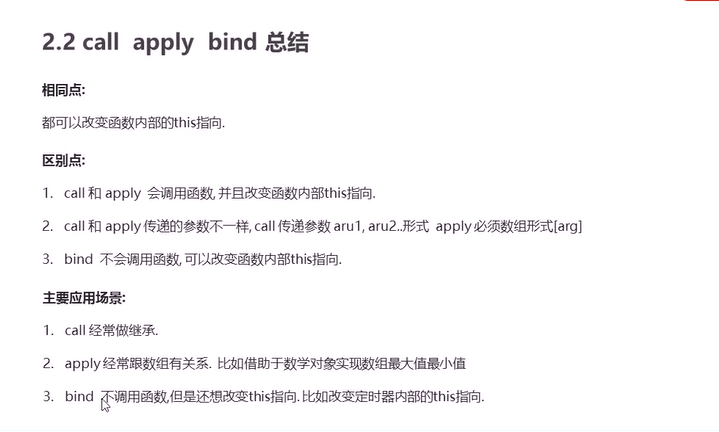 2.2 call apply bind 总结
相同点:
都可以改变函数内部的this指向.
区别点:
1. call 和 apply 会调用函数, 并且改变函数内部this指向.
2. call 和 apply 传递的参数不一样, call 传递参数 aru1, aru2..形式 apply 必须数组形式[arg]
3. bind 不会调用函数, 可以改变函数内部this指向.
主要应用场景:
1. call 经常做继承.
2. apply 经常跟数组有关系. 比如借助于数学对象实现数组最大值最小值
3. bind 不调用函数,但是还想改变this指向. 比如改变定时器内部的this指向.